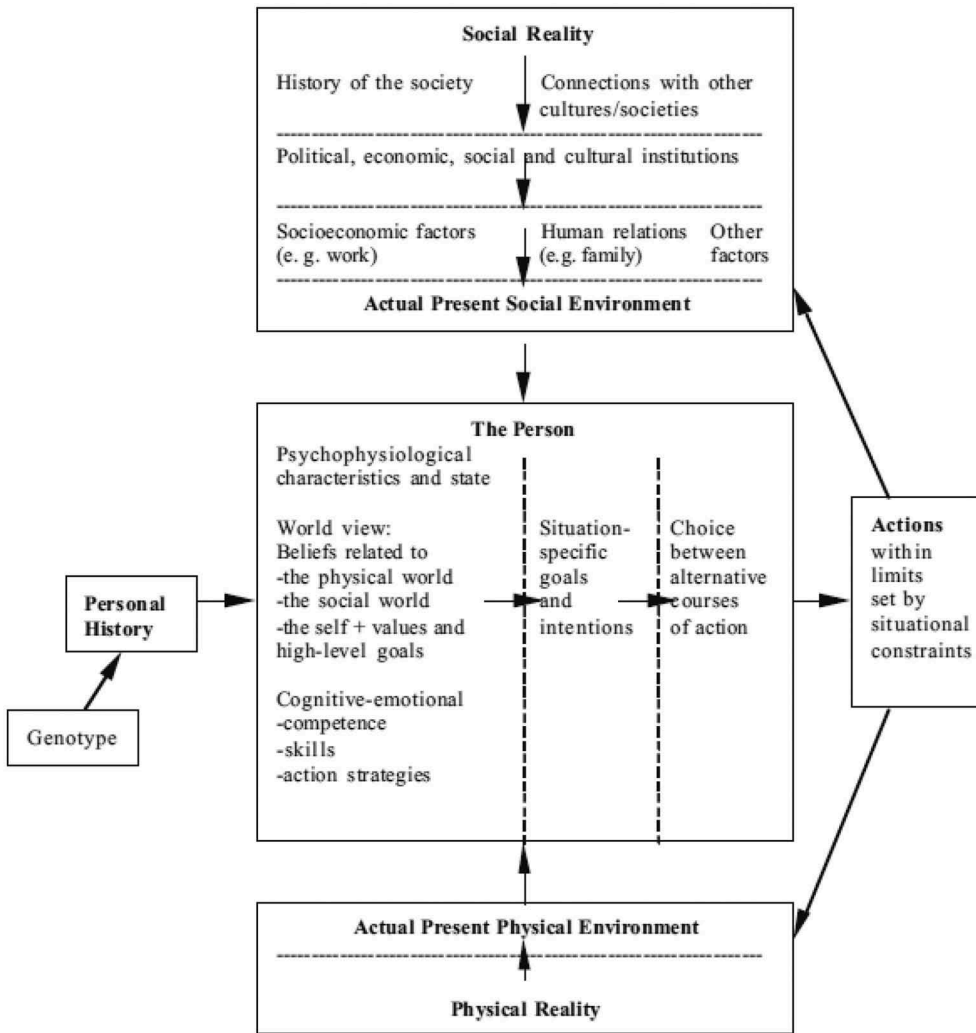 Social Reality
History of the society
Connections with other
cultures/societies
Political, economic, social and cultural institutions
Socioeconomic factors
(e. g. work)
Human relations
(e.g. family)
Other
factors
Actual Present Social Environment
The Person
Psychophysiological
characteristics and state
World view:
Beliefs related to
-the physical world
-the social world
-the self + values and
high-level goals
Cognitive-emotional
-competence
-skills
-action strategies
Situation-
specific
goals
and
intentions
Choice
between
alternative
courses
of action
Actions
within
limits
set by
situational
constraints
Personal
History
Genotype
Actual Present Physical Environment
Physical Reality